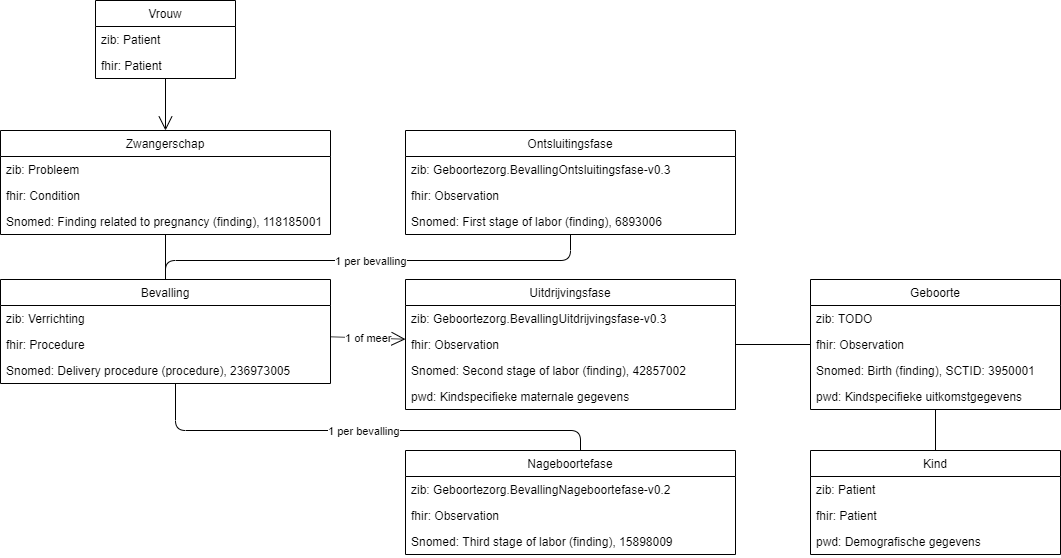 Vrouw
zib: Patient
fhir: Patient
Zwangerschap
zib: Probleem
fhir: Condition
Snomed: Finding related to pregnancy (finding), 118185001
Ontsluitingsfase
zib: Geboortezorg.BevallingOntsluitingsfase-v0.3
fhir: Observation
Snomed: First stage of labor (finding), 6893006
1 per bevalling
Bevalling
zib: Verrichting
fhir: Procedure
Snomed: Delivery procedure (procedure), 236973005
1 of meer
Uitdrijvingsfase
zib: Geboortezorg.BevallingUitdrijvingsfase-v0.3
fhir: Observation
Snomed: Second stage of labor (finding), 42857002
pwd: Kindspecifieke maternale gegevens
Geboorte
zib: TODO
fhir: Observation
Snomed: Birth (finding), SCTID: 3950001
pwd: Kindspecifieke uitkomstgegevens
1 per bevalling
Nageboortefase
zib: Geboortezorg.BevallingNageboortefase-v0.2
fhir: Observation
Snomed: Third stage of labor (finding), 15898009
Kind
zib: Patient
fhir: Patient
pwd: Demografische gegevens